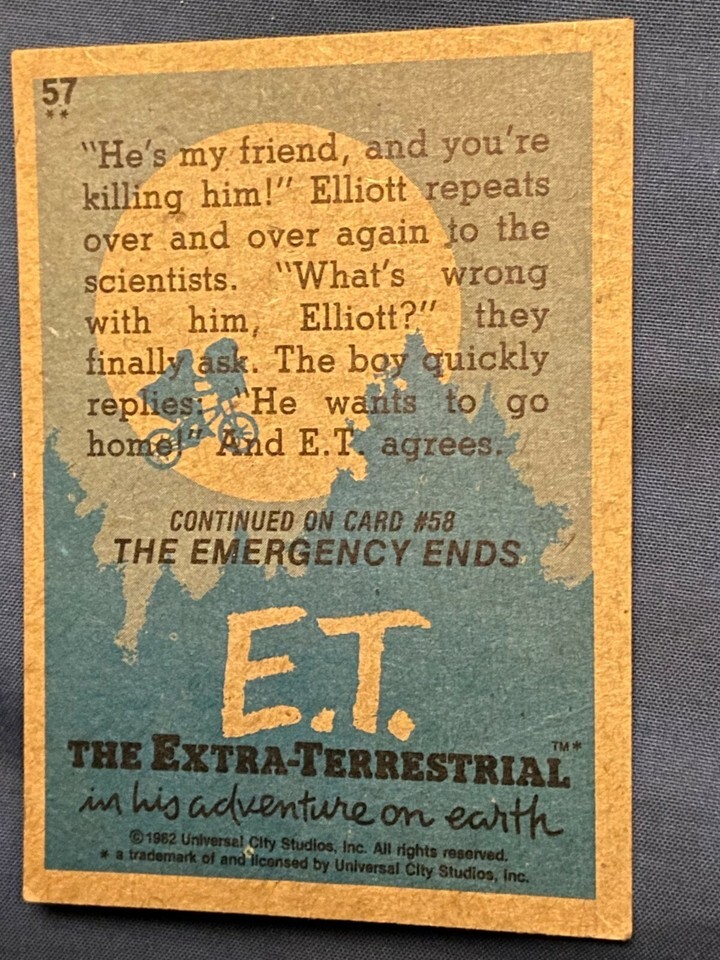 57
**
"He's my friend, and you're
killing him!" Elliott repeats
over and over again to the
scientists. "What's wrong
with him, Elliott?" they
finally ask. The boy quickly
replies: "He wants to go
home!" And E.T. agrees.
CONTINUED ON CARD #58
THE EMERGENCY ENDS
E.T.
THE EXTRA-TERRESTRIAL™*
in his adventure on earth
©1982 Universal City Studios, Inc. All rights reserved.
* a trademark of and licensed by Universal City Studios, Inc.